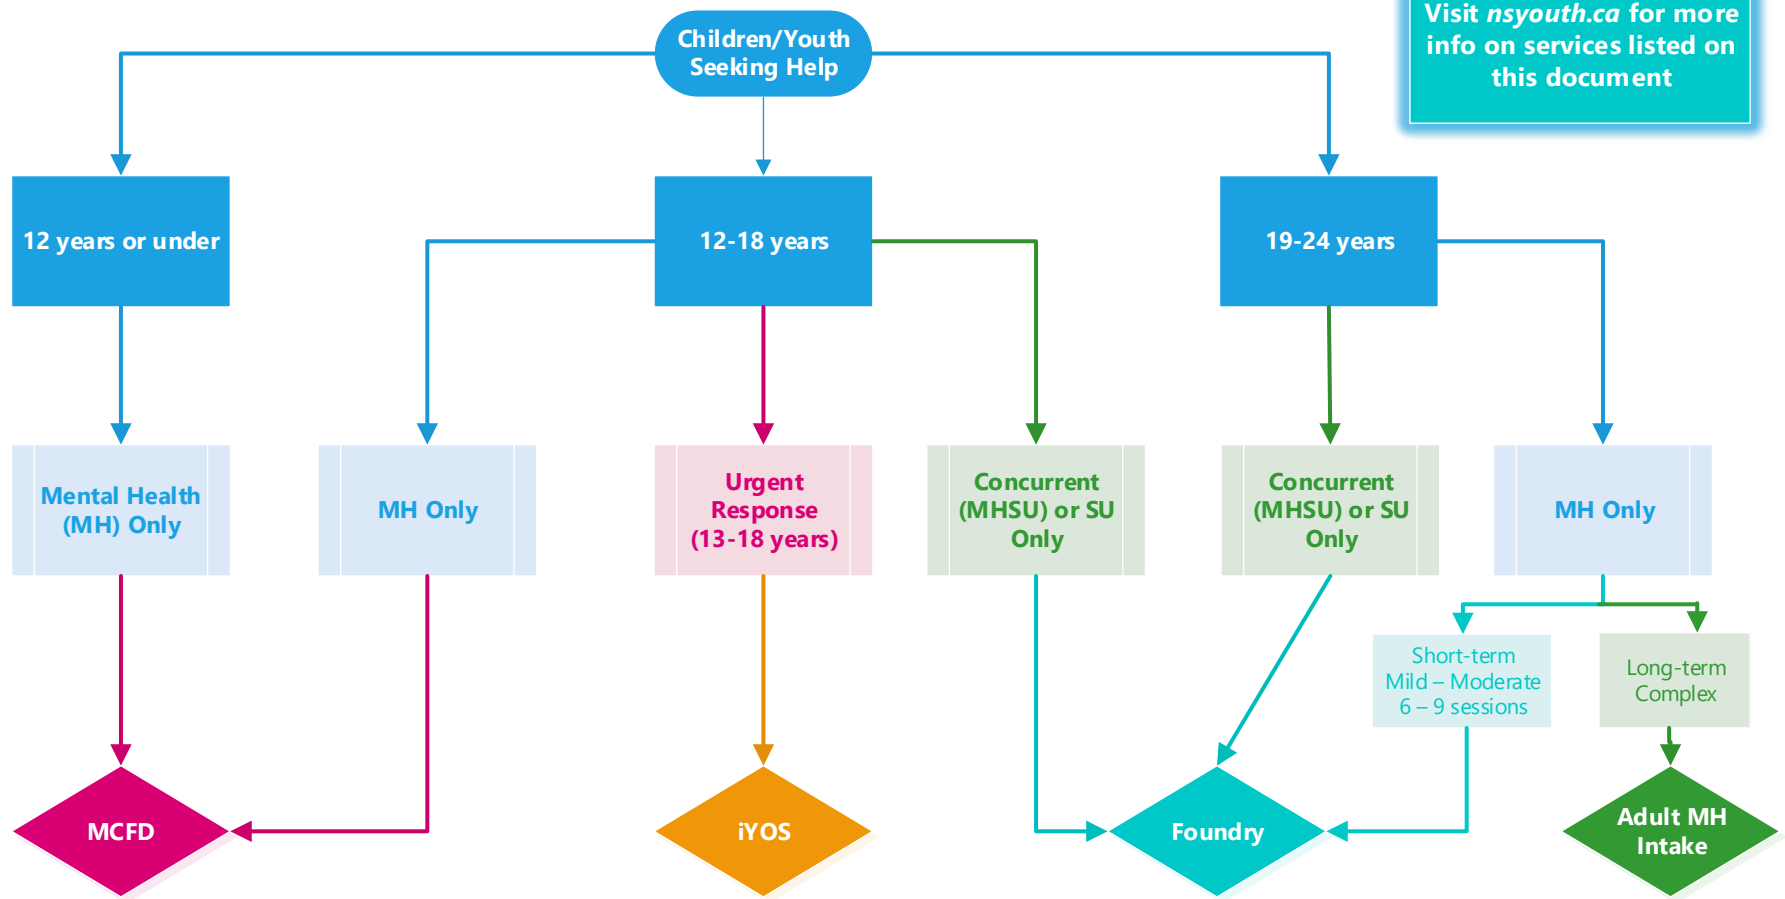 Children/Youth
Seeking Help
Visit nsyouth.ca for more
info on services listed on
this document
12 years or under
12-18 years
19-24 years
Mental Health
(MH) Only
MH Only
Urgent
Response
(13-18 years)
Concurrent
(MHSU) or SU
Only
Concurrent
(MHSU) or SU
Only
MH Only
Short-term
Mild – Moderate
6 – 9 sessions
Long-term
Complex
MCFD
iYOS
Foundry
Adult MH
Intake